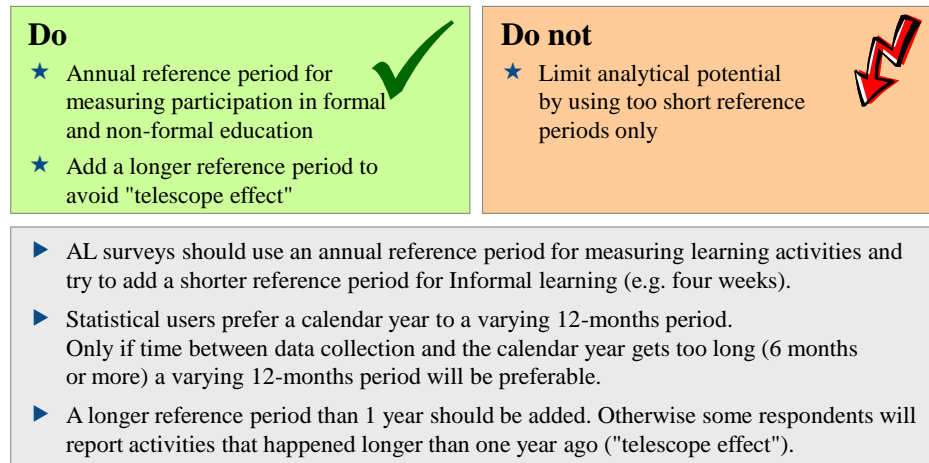 Do
★ Annual reference period for
measuring participation in formal
and non-formal education
★ Add a longer reference period to
avoid "telescope effect"
Do not
★ Limit analytical potential
by using too short reference
periods only
▶ AL surveys should use an annual reference period for measuring learning activities and
try to add a shorter reference period for Informal learning (e.g. four weeks).
▶ Statistical users prefer a calendar year to a varying 12-months period.
Only if time between data collection and the calendar year gets too long (6 months
or more) a varying 12-months period will be preferable.
▶ A longer reference period than 1 year should be added. Otherwise some respondents will
report activities that happened longer than one year ago ("telescope effect").